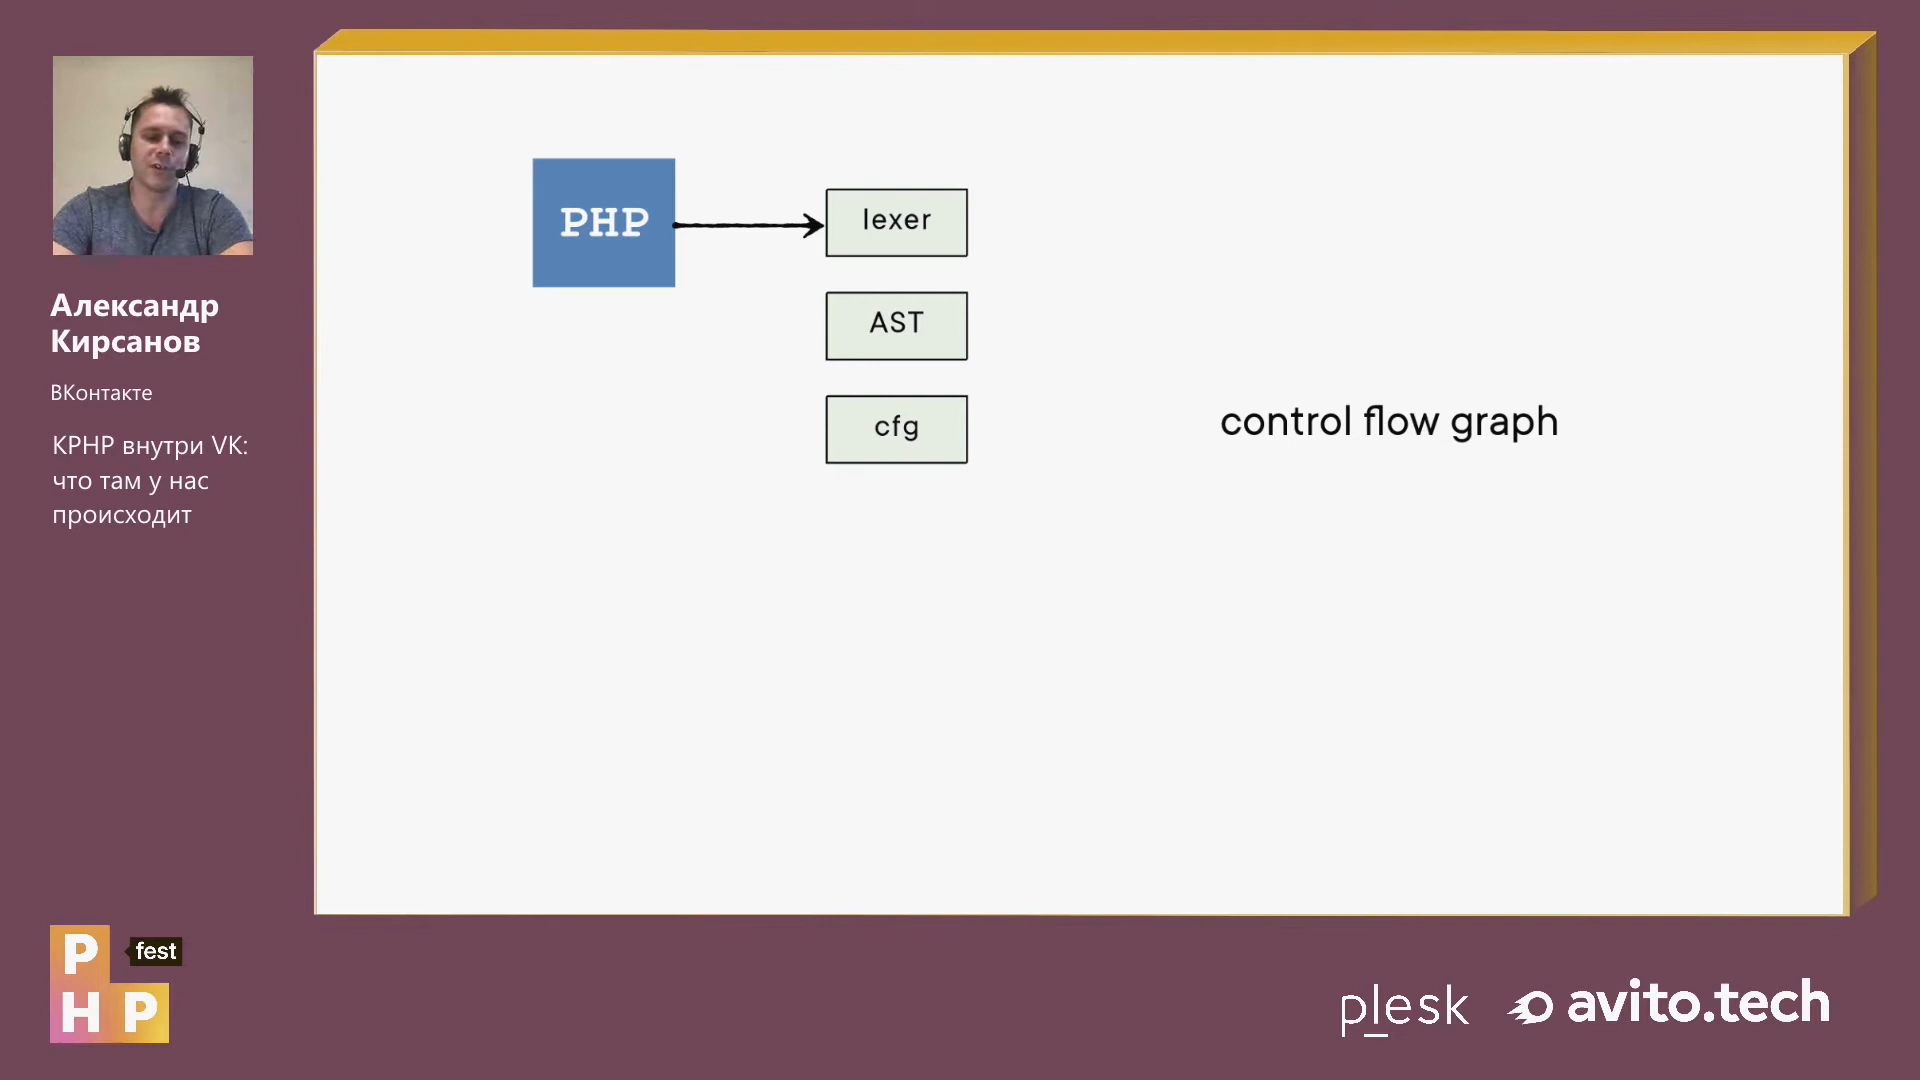 Александр
Кирсанов
ВКонтакте
KPHP внутри VK:
что там у нас
происходит
PHP
lexer
AST
cfg
control flow graph
P
fest
HP
plesk
avito.tech